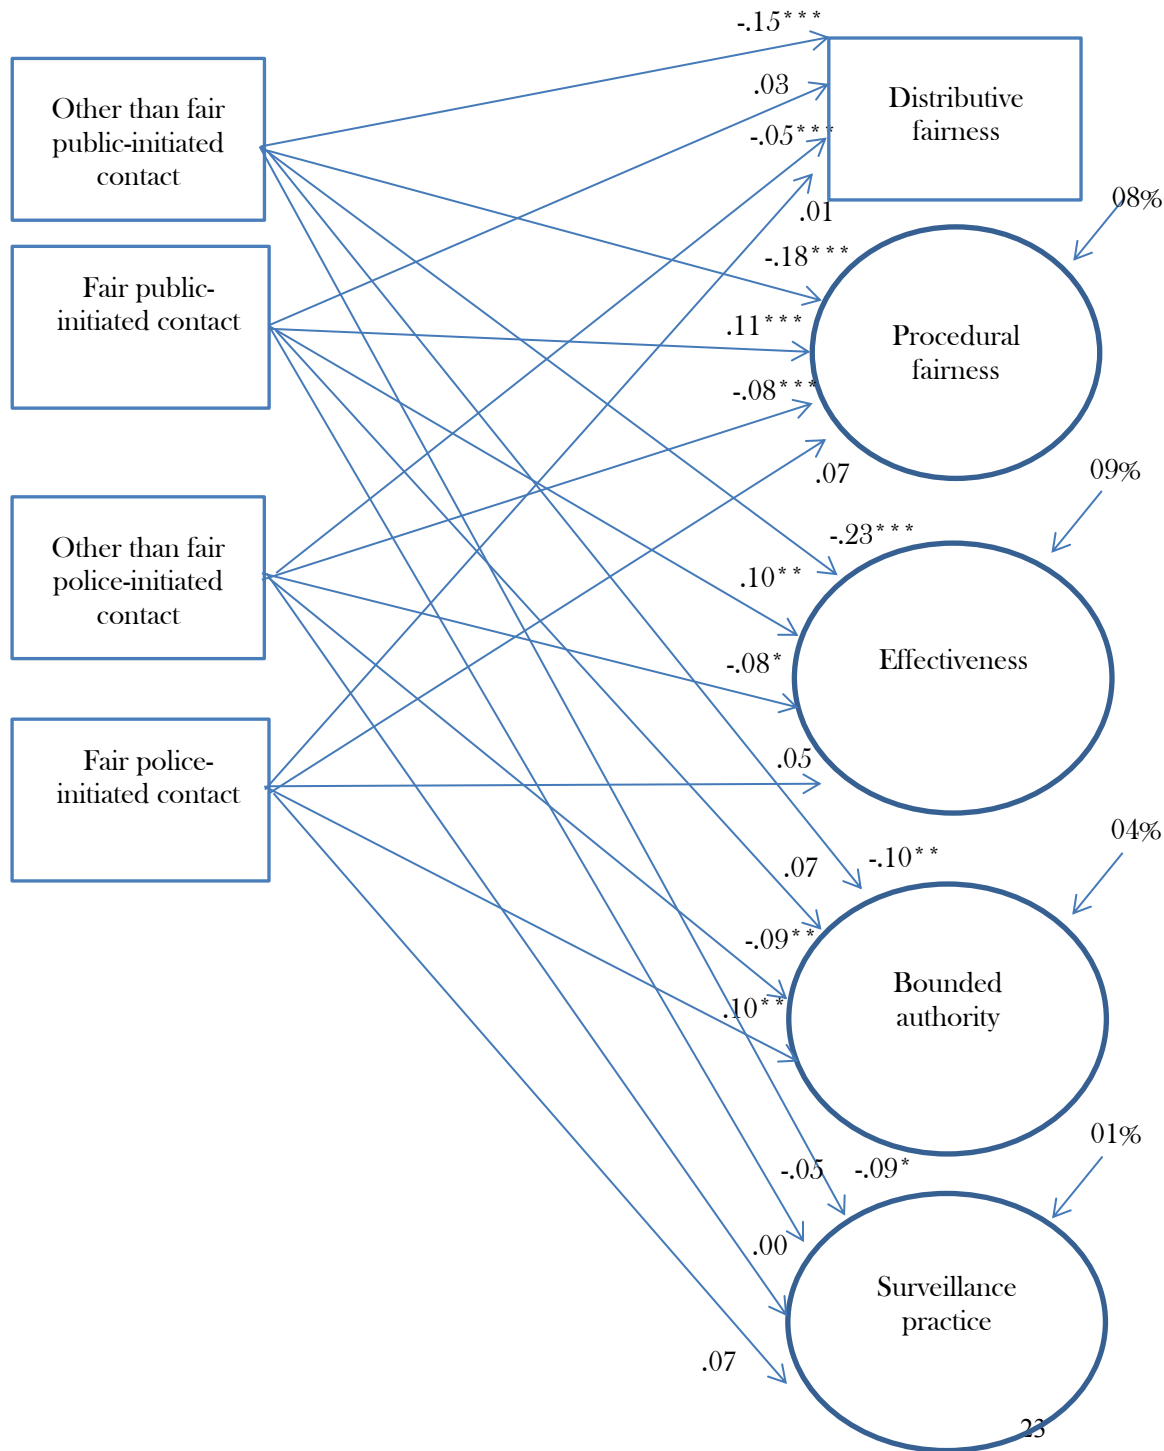 -.15***
Other than fair
public-initiated
contact
.03
Distributive
fairness
-.05***
.01
08%
-.18***
Fair public-
initiated contact
.11***
Procedural
fairness
-.08***
.07
09%
-.23***
Other than fair
police-initiated
contact
.10**
Effectiveness
-.08*
.05
Fair police-
initiated contact
04%
.07
-.10**
-.09**
.10**
Bounded
authority
01%
-.05
-.09*
.00
Surveillance
practice
.07
23